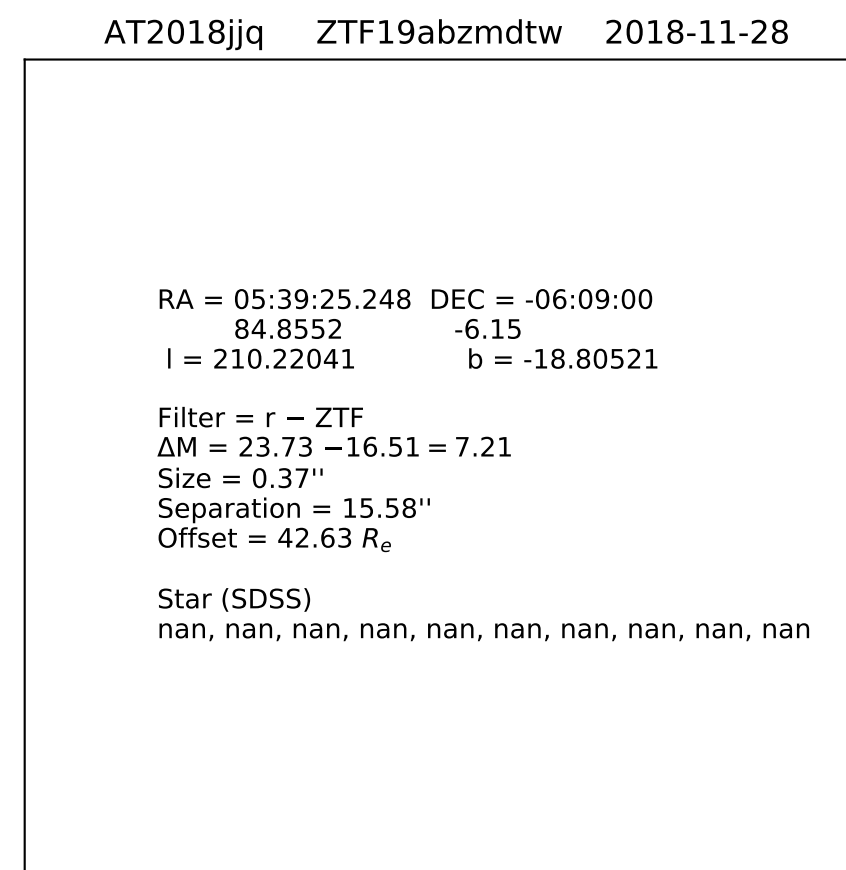 AT2018jjq ZTF19abzmdtw 2018-11-28
RA = 05:39:25.248 DEC = -06:09:00
84.8552 -6.15
l = 210.22041 b = -18.80521
Filter = r − ZTF
ΔM = 23.73 −16.51 = 7.21
Size = 0.37''
Separation = 15.58''
Offset = 42.63 Re
Star (SDSS)
nan, nan, nan, nan, nan, nan, nan, nan, nan, nan